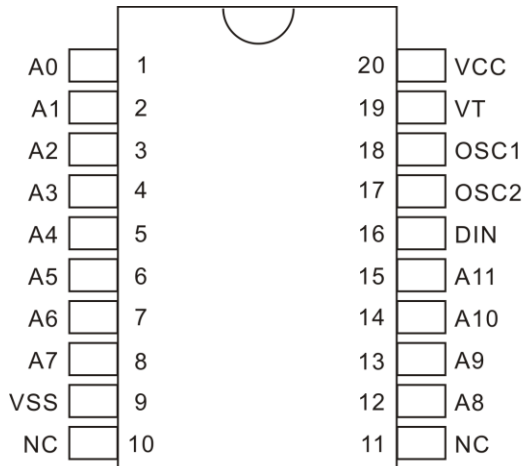 A0 1 20 VCC
A1 2 19 VT
A2 3 18 OSC1
A3 4 17 OSC2
A4 5 16 DIN
A5 6 15 A11
A6 7 14 A10
A7 8 13 A9
VSS 9 12 A8
NC 10 11 NC